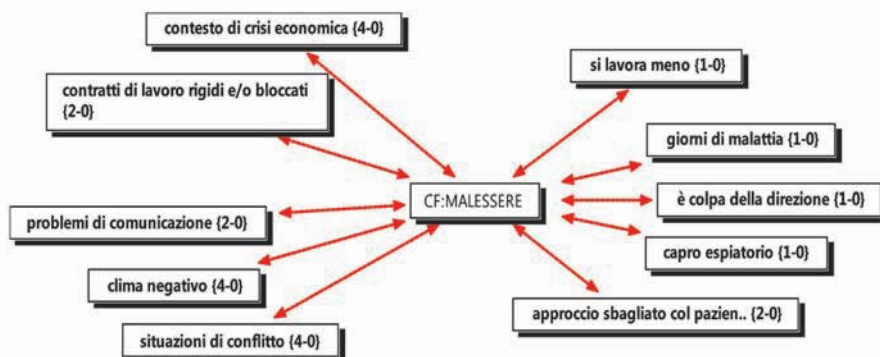 contesto di crisi economica {4-0}
si lavora meno {1-0}
contratti di lavoro rigidi e/o bloccati
{2-0}
giorni di malattia {1-0}
CF:MALESSERE
è colpa della direzione {1-0}
problemi di comunicazione {2-0}
capro espiatorio {1-0}
clima negativo {4-0}
approccio sbagliato col pazien.. {2-0}
situazioni di conflitto {4-0}